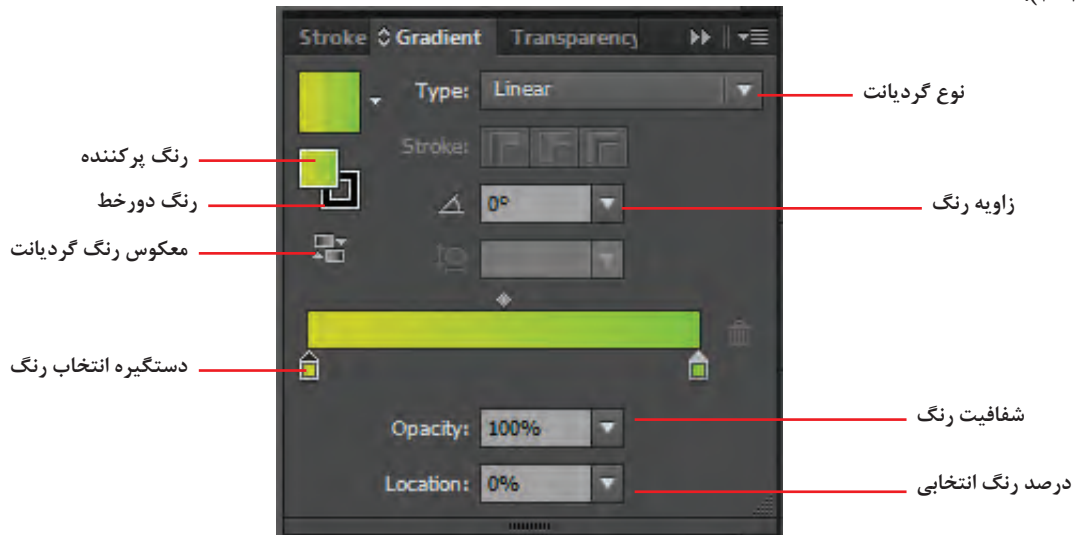 Stroke Gradient Transparency
Type: Linear
نوع گردیانت
Stroke:
رنگ پرکننده
رنگ دورخط
0°
زاویه رنگ
معکوس رنگ گردیانت
دستگیره انتخاب رنگ
Opacity: 100%
شفافیت رنگ
Location: 0%
درصد رنگ انتخابی